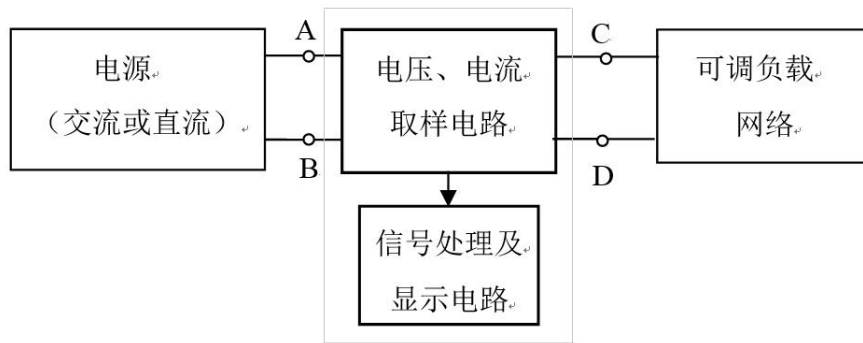 A
C
电源
（交流或直流）
电压、电流
取样电路
可调负载
网络
B
D
信号处理及
显示电路